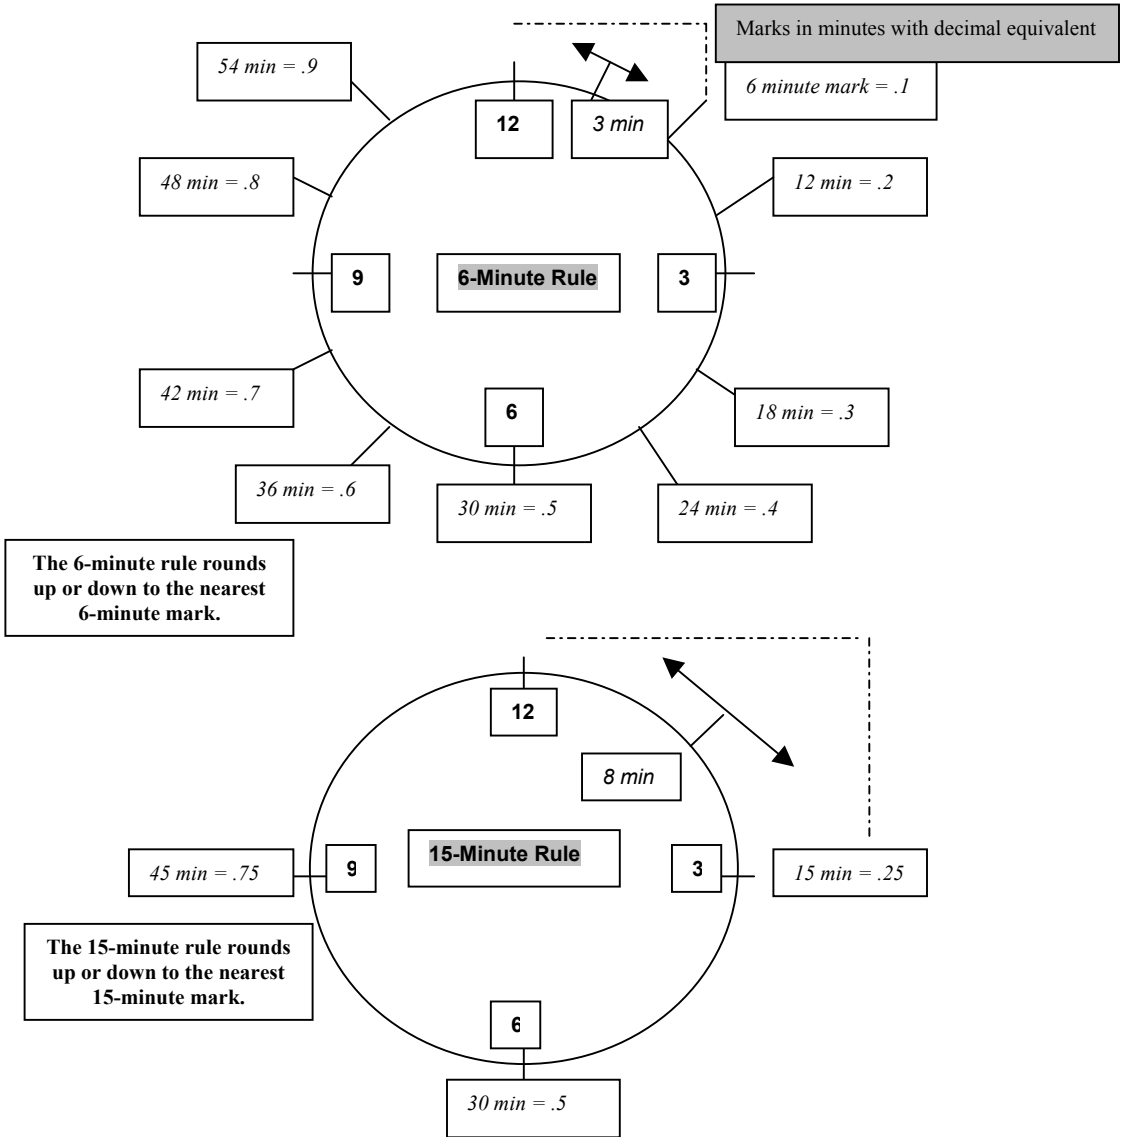 Marks in minutes with decimal equivalent
54 min = .9
6 minute mark = .1
12
3 min
48 min = .8
12 min = .2
9
6-Minute Rule
3
42 min = .7
6
18 min = .3
36 min = .6
30 min = .5
24 min = .4
The 6-minute rule rounds
up or down to the nearest
6-minute mark.
12
8 min
15-Minute Rule
45 min = .75
9
3
15 min = .25
The 15-minute rule rounds
up or down to the nearest
15-minute mark.
6
30 min = .5